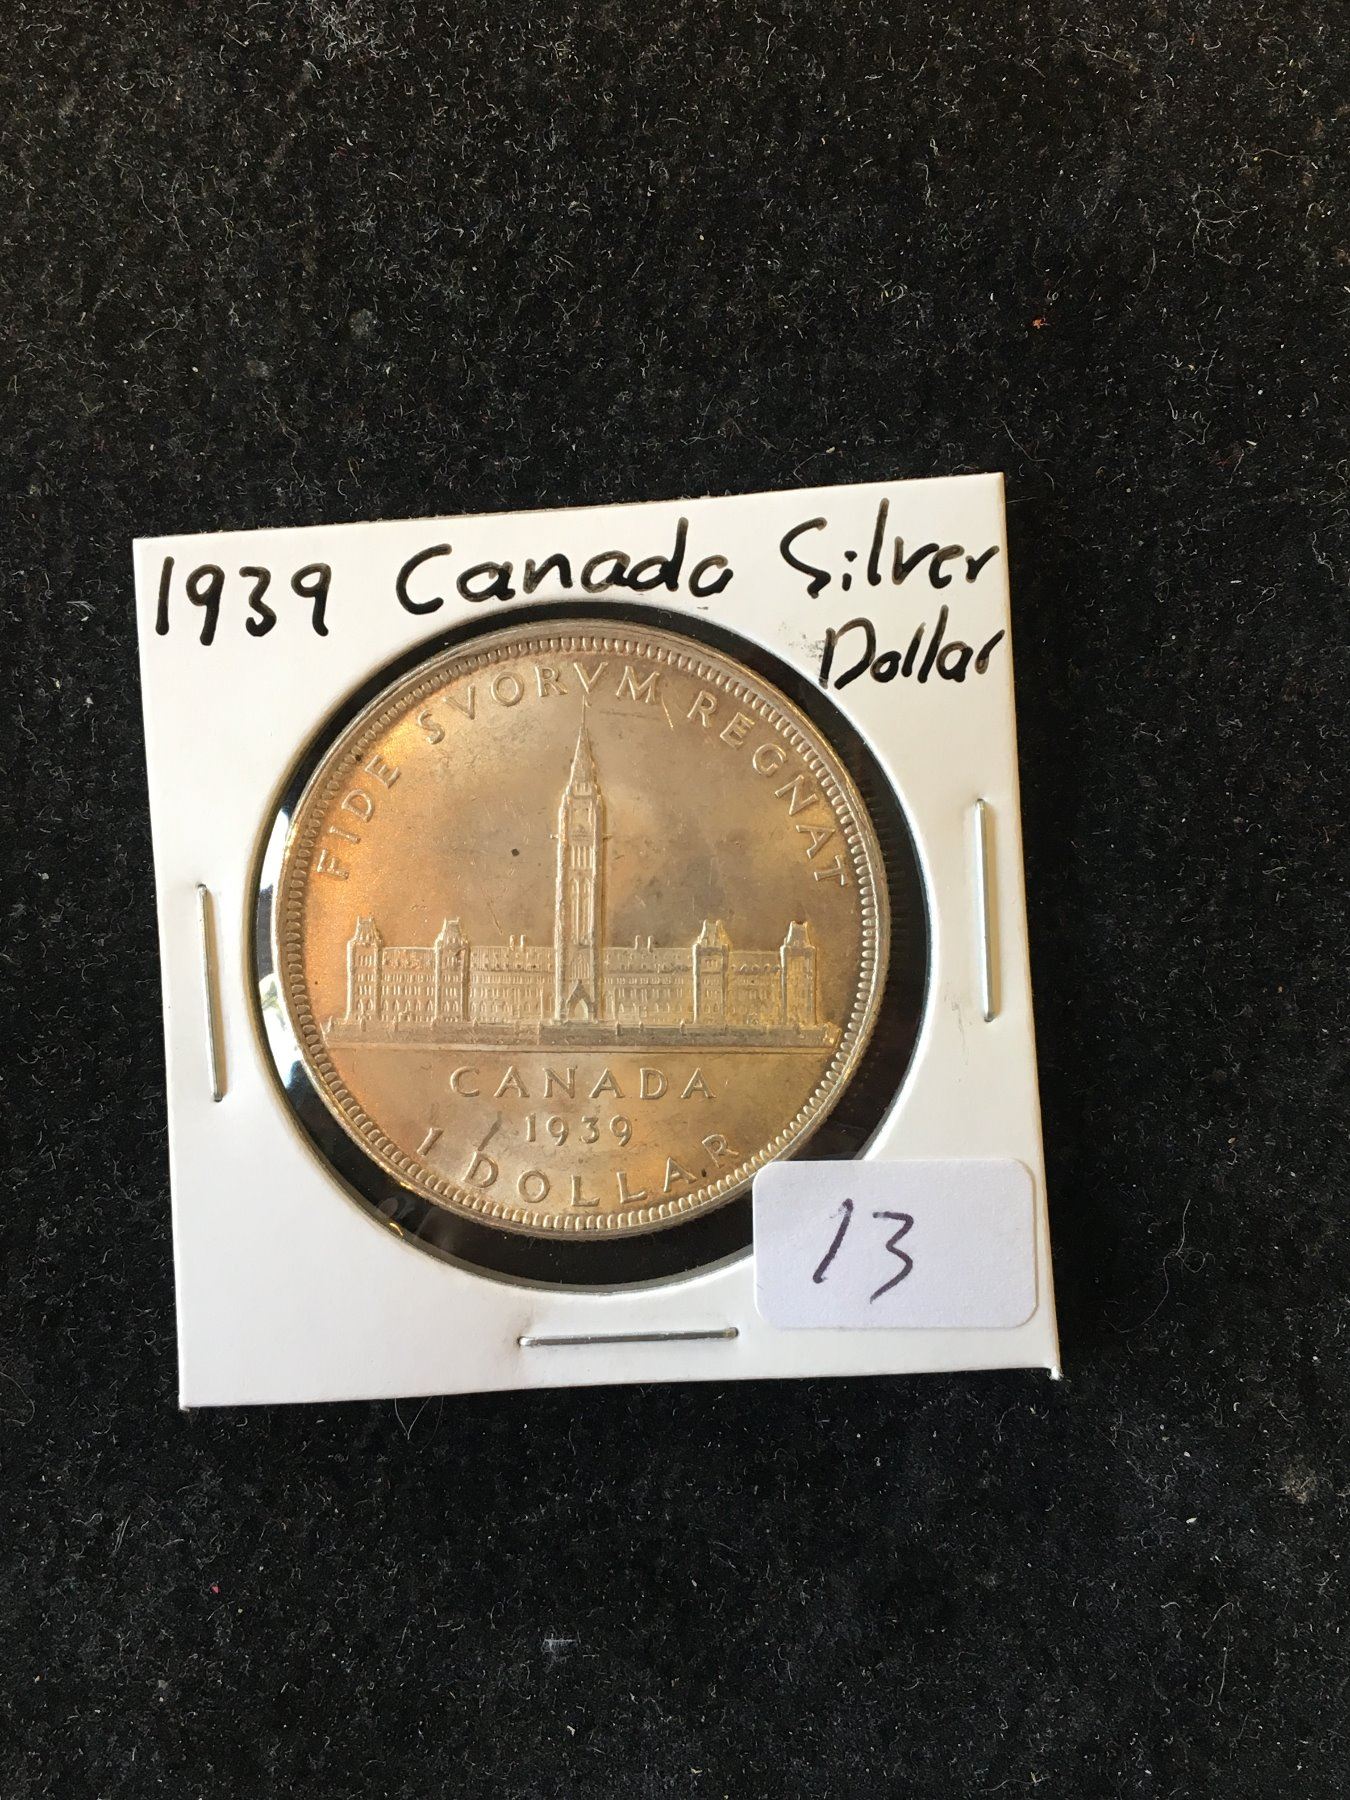 1939 Canada Silver
Dollar
FIDE SVORVM REGNAT
CANADA
1939
1 DOLLAR
13